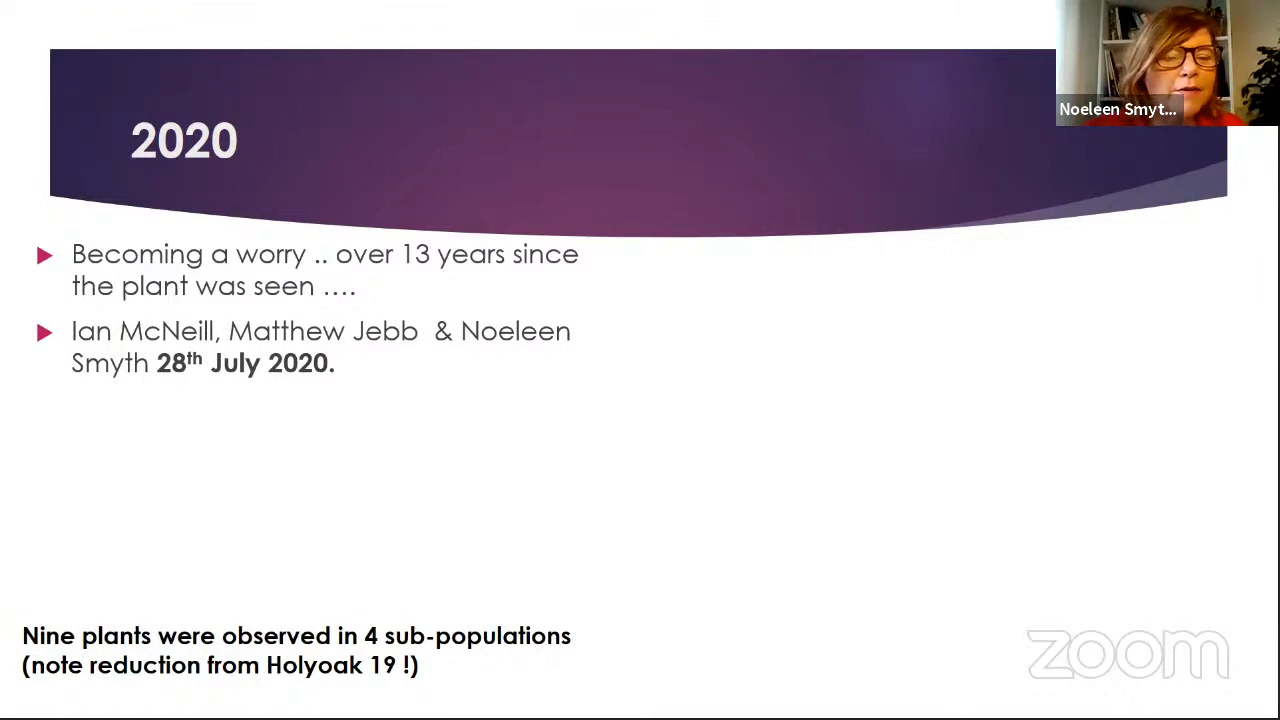 Noeleen Smyt...
2020
Becoming a worry .. over 13 years since
the plant was seen ….
Ian McNeill, Matthew Jebb & Noeleen
Smyth 28th July 2020.
Nine plants were observed in 4 sub-populations
(note reduction from Holyoak 19 !)
zoom